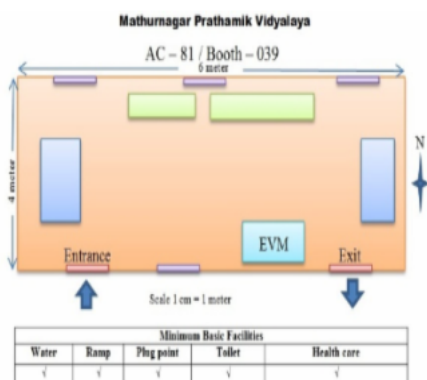 Mathurnagar Prathamik Vidyalaya
AC – 81 / Booth – 039
6 meter
4 meter
N
EVM
Entrance
Exit
Scale 1 cm = 1 meter
Minimum Basic Facilities
Water Ramp Plug point Toilet Health care
√ √ √ √ √